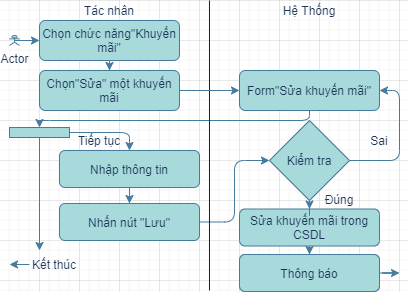 Tác nhân
Hệ Thống
Actor
Chọn chức năng"Khuyến
mãi"
Chọn"Sửa" một khuyến
mãi
Form"Sửa khuyến mãi"
Tiếp tục
Sai
Nhập thông tin
Kiểm tra
Đúng
Nhấn nút "Lưu"
Sửa khuyến mãi trong
CSDL
Kết thúc
Thông báo